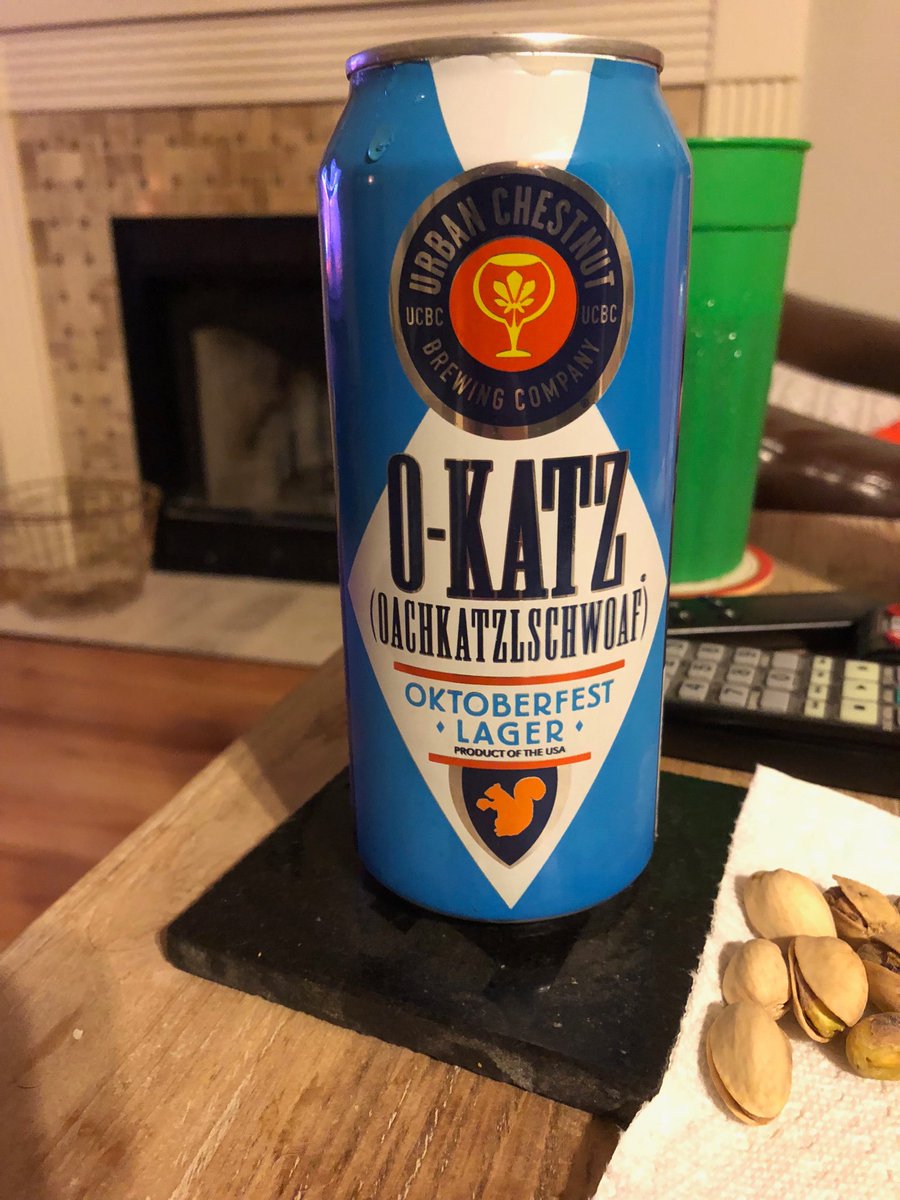 URBAN CHESTNUT
UCBC UCBC
BREWING COMPANY
O-KATZ
(OACHKATZLSCHWOAF)
OKTOBERFEST
LAGER
PRODUCT OF THE USA